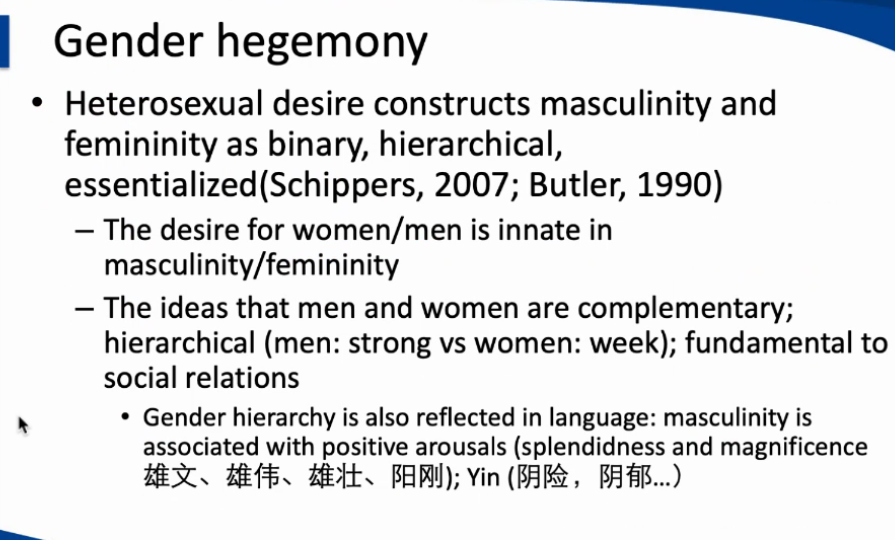 Gender hegemony
• Heterosexual desire constructs masculinity and
femininity as binary, hierarchical,
essentialized(Schippers, 2007; Butler, 1990)
– The desire for women/men is innate in
masculinity/femininity
– The ideas that men and women are complementary;
hierarchical (men: strong vs women: week); fundamental to
social relations
• Gender hierarchy is also reflected in language: masculinity is
associated with positive arousals (splendidness and magnificence
雄文、雄伟、雄壮、阳刚); Yin (阴险，阴郁...）